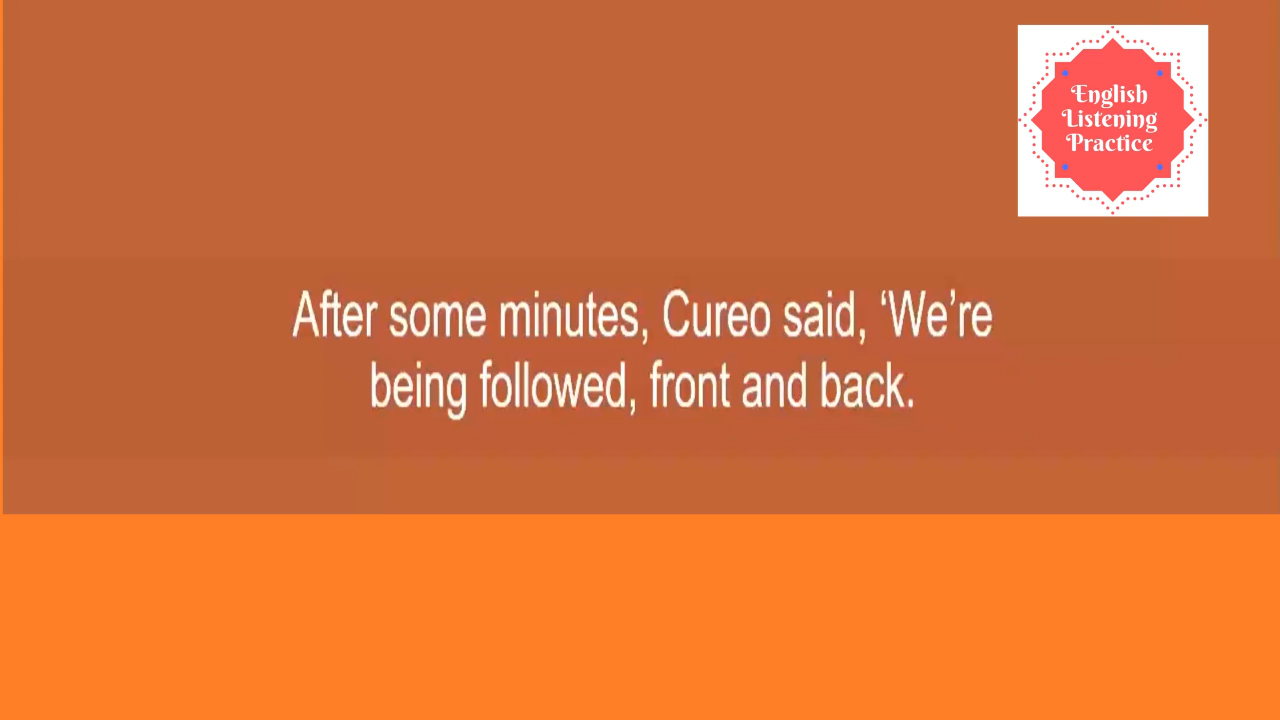 English
Listening
Practice
After some minutes, Cureo said, ‘We’re
being followed, front and back.